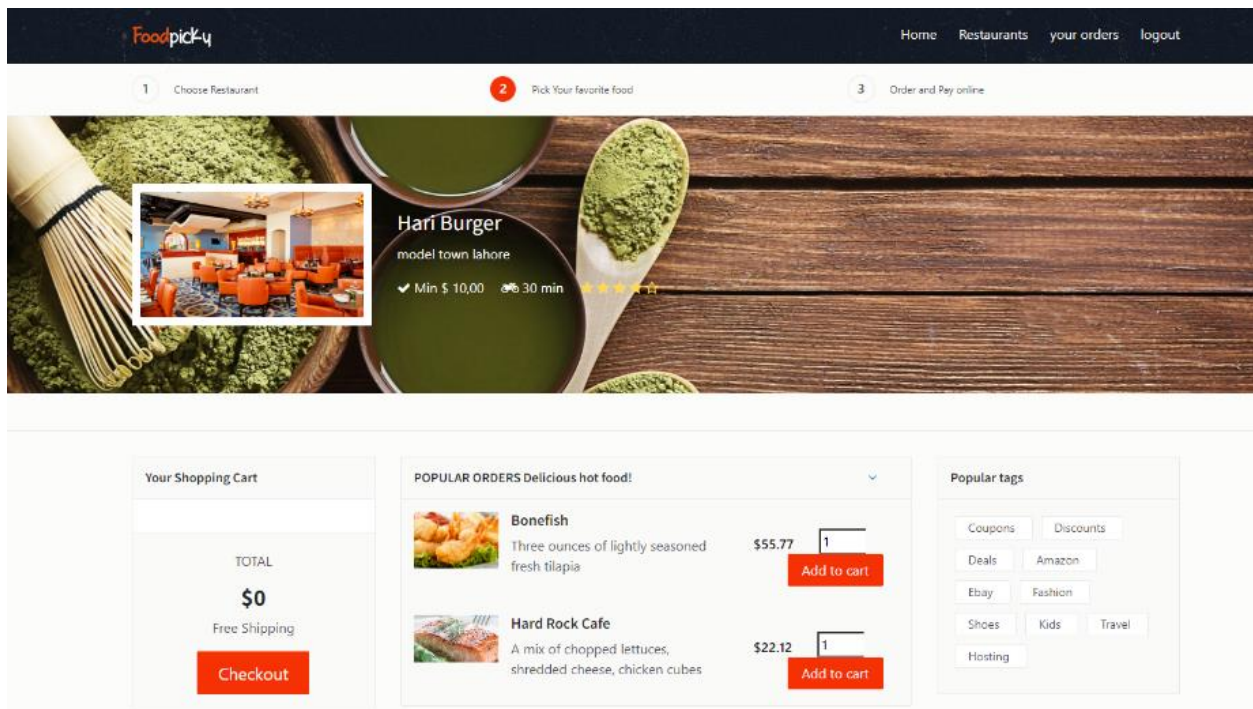 Foodpicky
Home Restaurants your orders logout
1 Choose Restaurant
2 Pick Your favorite food
3 Order and Pay online
Hari Burger
model town lahore
Min $ 10,00 30 min
Your Shopping Cart
TOTAL
$0
Free Shipping
Checkout
POPULAR ORDERS Delicious hot food!
Bonefish
Three ounces of lightly seasoned
fresh tilapia
$55.77 1
Add to cart
Hard Rock Cafe
A mix of chopped lettuces,
shredded cheese, chicken cubes
$22.12 1
Add to cart
Popular tags
Coupons Discounts
Deals Amazon
Ebay Fashion
Shoes Kids Travel
Hosting